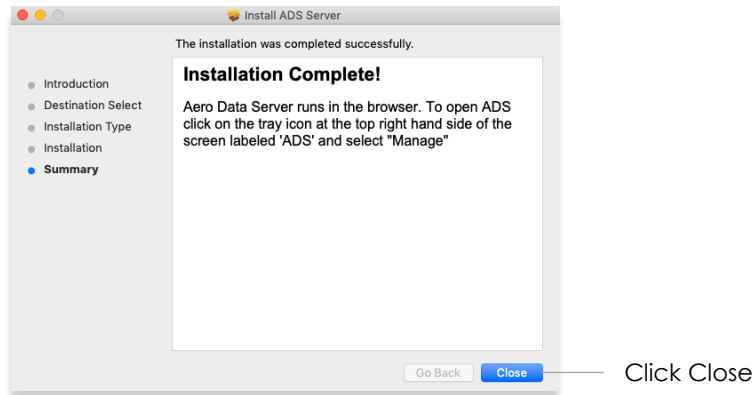 Install ADS Server
The installation was completed successfully.
Introduction
Destination Select
Installation Type
Installation
Summary
Installation Complete!
Aero Data Server runs in the browser. To open ADS
click on the tray icon at the top right hand side of the
screen labeled 'ADS' and select "Manage"
Go Back
Close
Click Close